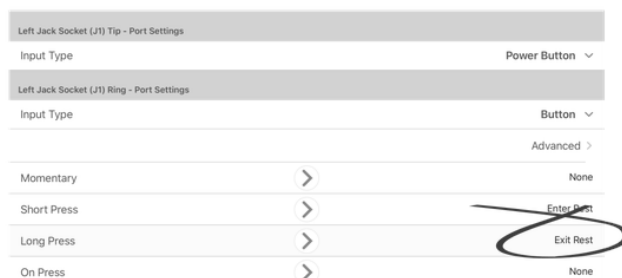 Left Jack Socket (J1) Tip - Port Settings
Input Type Power Button
Left Jack Socket (J1) Ring - Port Settings
Input Type Button
Advanced
Momentary None
Short Press Enter Rest
Long Press Exit Rest
On Press None